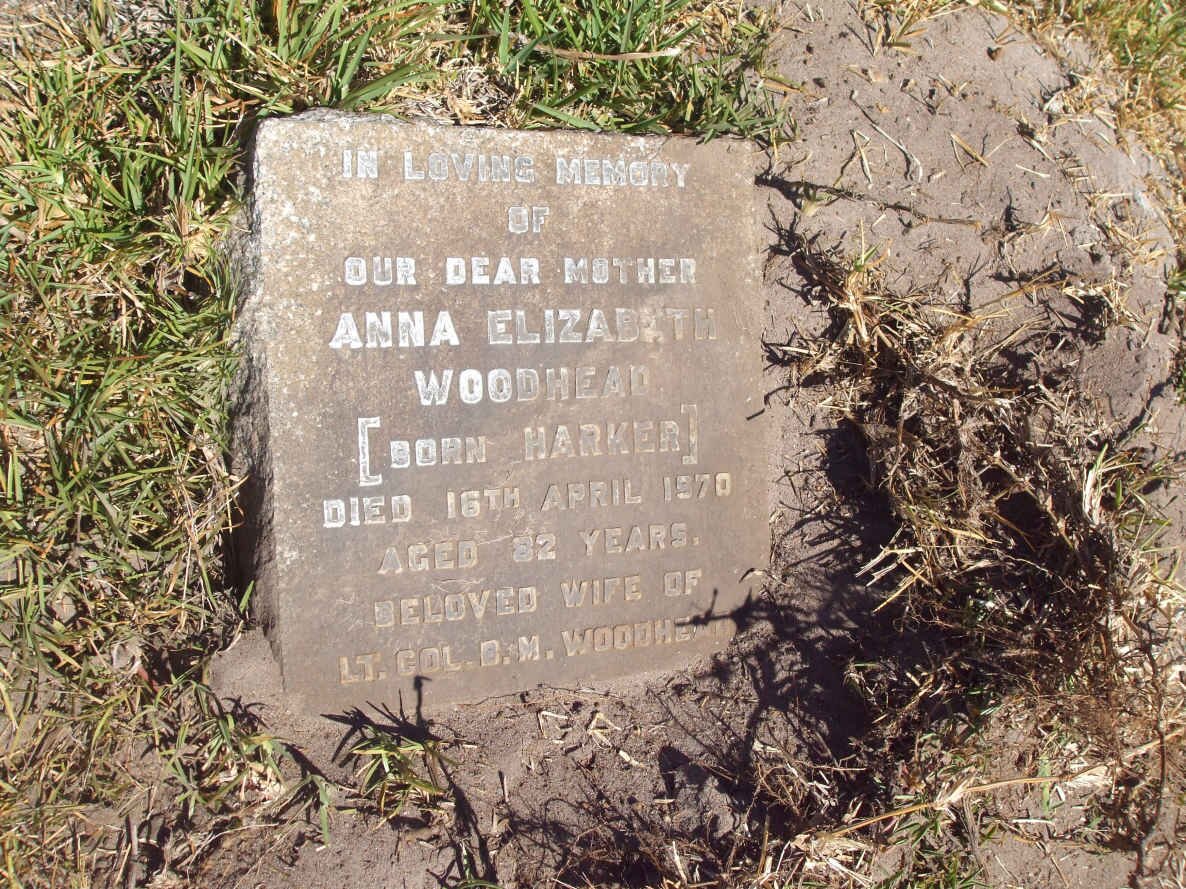 IN LOVING MEMORY
OF
OUR DEAR MOTHER
ANNA ELIZABETH
WOODHEAD
[BORN HARKER]
DIED 16TH APRIL 1970
AGED 82 YEARS.
BELOVED WIFE OF
LT. COL. B.M. WOODHEAD